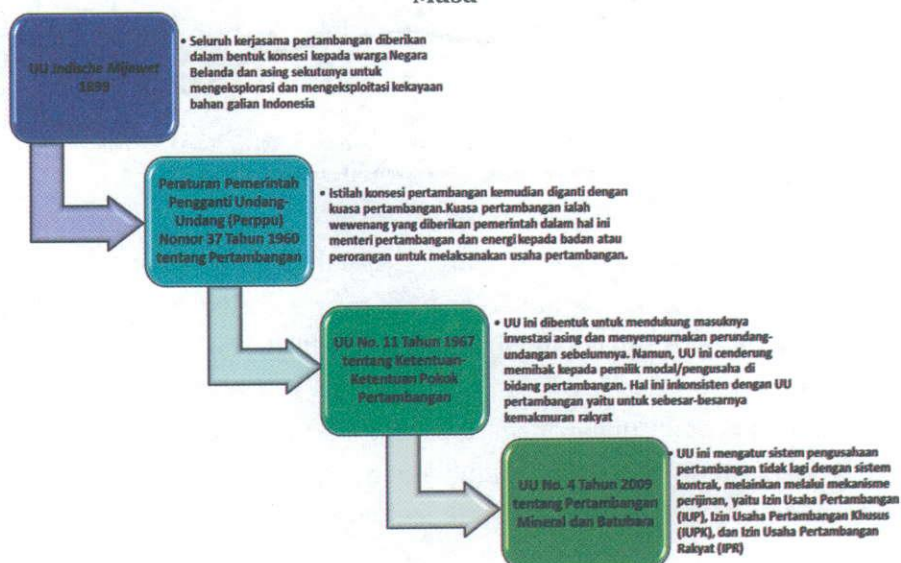 Masa
UU Indische Mijnwet
1899
• Seluruh kerjasama pertambangan diberikan
dalam bentuk konsesi kepada warga Negara
Belanda dan asing sekutunya untuk
mengeksplorasi dan mengeksploitasi kekayaan
bahan galian Indonesia
Peraturan Pemerintah
Pengganti Undang-
Undang (Perppu)
Nomor 37 Tahun 1960
tentang Pertambangan
• Istilah konsesi pertambangan kemudian diganti dengan
kuasa pertambangan.Kuasa pertambangan ialah
wewenang yang diberikan pemerintah dalam hal ini
menteri pertambangan dan energi kepada badan atau
perorangan untuk melaksanakan usaha pertambangan.
UU No. 11 Tahun 1967
tentang Ketentuan-
Ketentuan Pokok
Pertambangan
• UU ini dibentuk untuk mendukung masuknya
investasi asing dan menyempurnakan perundang-
undangan sebelumnya. Namun, UU ini cenderung
memihak kepada pemilik modal/pengusaha di
bidang pertambangan. Hal ini inkonsisten dengan UU
pertambangan yaitu untuk sebesar-besarnya
kemakmuran rakyat
UU No. 4 Tahun 2009
tentang Pertambangan
Mineral dan Batubara
• UU ini mengatur sistem pengusahaan
pertambangan tidak lagi dengan sistem
kontrak, melainkan melalui mekanisme
perijinan, yaitu Izin Usaha Pertambangan
(IUP), Izin Usaha Pertambangan Khusus
(IUPK), dan Izin Usaha Pertambangan
Rakyat (IPR)